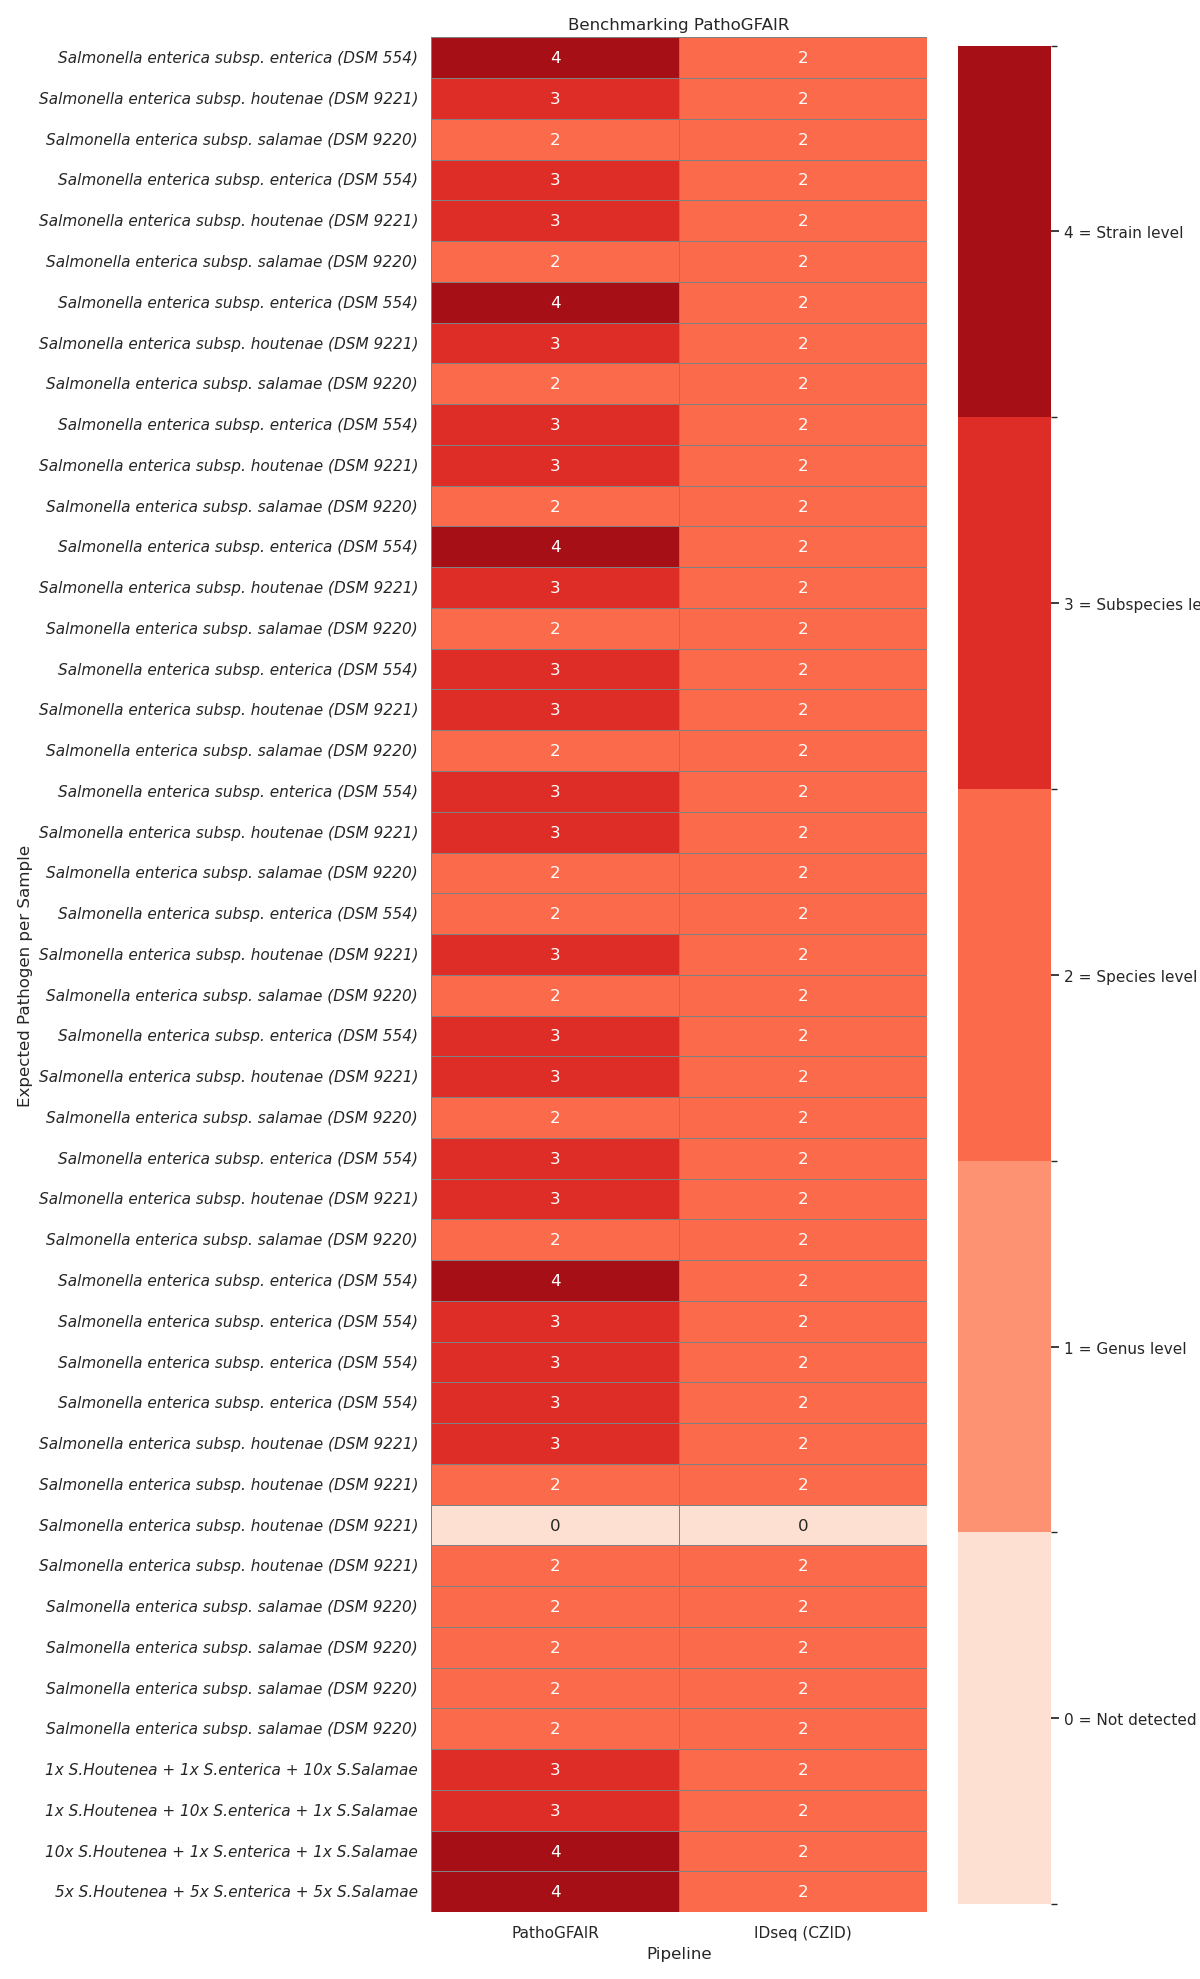 Benchmarking PathoGFAIR
Expected Pathogen per Sample
Salmonella enterica subsp. enterica (DSM 554) 4 2
Salmonella enterica subsp. houtenae (DSM 9221) 3 2
Salmonella enterica subsp. salamae (DSM 9220) 2 2
Salmonella enterica subsp. enterica (DSM 554) 3 2
Salmonella enterica subsp. houtenae (DSM 9221) 3 2
Salmonella enterica subsp. salamae (DSM 9220) 2 2
Salmonella enterica subsp. enterica (DSM 554) 4 2
Salmonella enterica subsp. houtenae (DSM 9221) 3 2
Salmonella enterica subsp. salamae (DSM 9220) 2 2
Salmonella enterica subsp. enterica (DSM 554) 3 2
Salmonella enterica subsp. houtenae (DSM 9221) 3 2
Salmonella enterica subsp. salamae (DSM 9220) 2 2
Salmonella enterica subsp. enterica (DSM 554) 4 2
Salmonella enterica subsp. houtenae (DSM 9221) 3 2
Salmonella enterica subsp. salamae (DSM 9220) 2 2
Salmonella enterica subsp. enterica (DSM 554) 3 2
Salmonella enterica subsp. houtenae (DSM 9221) 3 2
Salmonella enterica subsp. salamae (DSM 9220) 2 2
Salmonella enterica subsp. enterica (DSM 554) 3 2
Salmonella enterica subsp. houtenae (DSM 9221) 3 2
Salmonella enterica subsp. salamae (DSM 9220) 2 2
Salmonella enterica subsp. enterica (DSM 554) 2 2
Salmonella enterica subsp. houtenae (DSM 9221) 3 2
Salmonella enterica subsp. salamae (DSM 9220) 2 2
Salmonella enterica subsp. enterica (DSM 554) 3 2
Salmonella enterica subsp. houtenae (DSM 9221) 3 2
Salmonella enterica subsp. salamae (DSM 9220) 2 2
Salmonella enterica subsp. enterica (DSM 554) 3 2
Salmonella enterica subsp. houtenae (DSM 9221) 3 2
Salmonella enterica subsp. salamae (DSM 9220) 2 2
Salmonella enterica subsp. enterica (DSM 554) 4 2
Salmonella enterica subsp. enterica (DSM 554) 3 2
Salmonella enterica subsp. enterica (DSM 554) 3 2
Salmonella enterica subsp. enterica (DSM 554) 3 2
Salmonella enterica subsp. houtenae (DSM 9221) 3 2
Salmonella enterica subsp. houtenae (DSM 9221) 2 2
Salmonella enterica subsp. houtenae (DSM 9221) 0 0
Salmonella enterica subsp. houtenae (DSM 9221) 2 2
Salmonella enterica subsp. salamae (DSM 9220) 2 2
Salmonella enterica subsp. salamae (DSM 9220) 2 2
Salmonella enterica subsp. salamae (DSM 9220) 2 2
Salmonella enterica subsp. salamae (DSM 9220) 2 2
1x S.Houtenea + 1x S.enterica + 10x S.Salamae 3 2
1x S.Houtenea + 10x S.enterica + 1x S.Salamae 3 2
10x S.Houtenea + 1x S.enterica + 1x S.Salamae 4 2
5x S.Houtenea + 5x S.enterica + 5x S.Salamae 4 2
PathoGFAIR IDseq (CZID)
Pipeline
4 = Strain level
3 = Subspecies le
2 = Species level
1 = Genus level
0 = Not detected